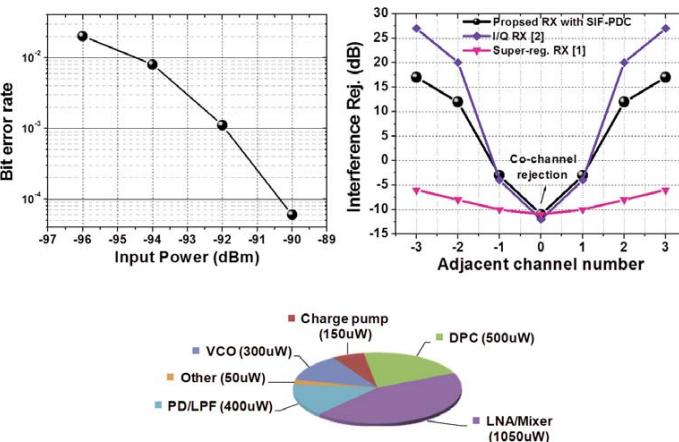 10⁻²
10⁻³
10⁻⁴
Bit error rate
-97 -96 -95 -94 -93 -92 -91 -90 -89
Input Power (dBm)
30
25
20
15
10
5
0
-5
-10
-15
Interference Rej. (dB)
Propsed RX with SIF-PDC
I/Q RX [2]
Super-reg. RX [1]
Co-channel
rejection
-3 -2 -1 0 1 2 3
Adjacent channel number
Charge pump
(150uW)
DPC (500uW)
VCO (300uW)
Other (50uW)
PD/LPF (400uW)
LNA/Mixer
(1050uW)